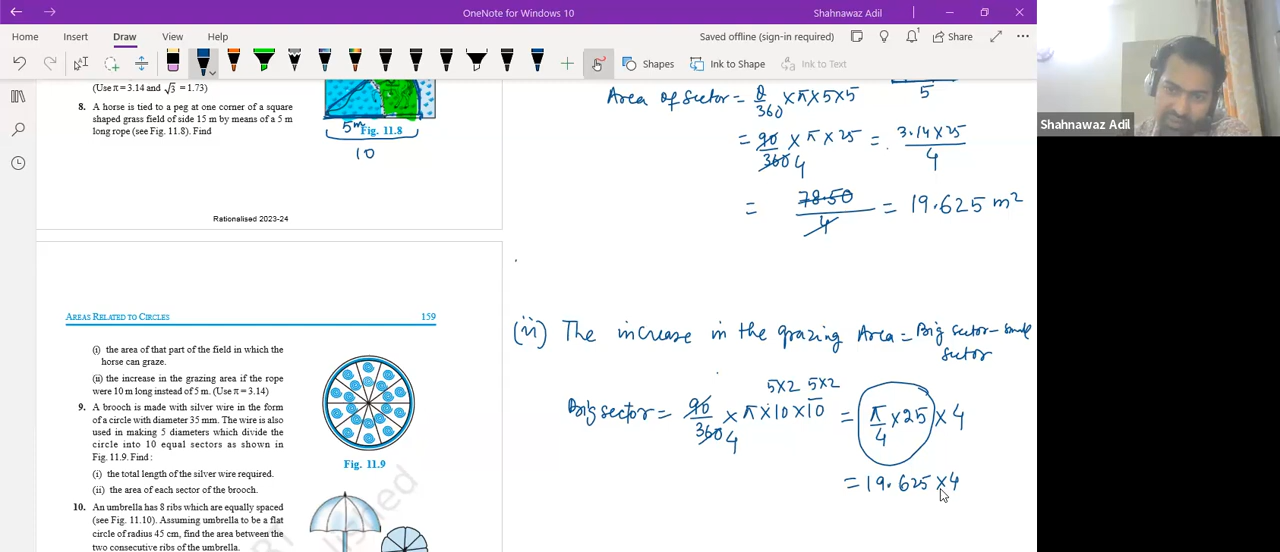 OneNote for Windows 10
Shahnawaz Adil
Home Insert Draw View Help
Saved offline (sign in required)
Share
Shapes
Ink to Shape
Ink to Text
(Use π = 3.14 and √3 = 1.73)
8. A horse is tied to a peg at one corner of a square
shaped grass field of side 15 m by means of a 5 m
long rope (see Fig. 11.8). Find
5m
Fig. 11.8
10
Rationalised 2023-24
AREAS RELATED TO CIRCLES 159
(i) the area of that part of the field in which the
horse can graze.
(ii) the increase in the grazing area if the rope
were 10 m long instead of 5 m. (Use π = 3.14)
9. A brooch is made with silver wire in the form
of a circle with diameter 35 mm. The wire is also
used in making 5 diameters which divide the
circle into 10 equal sectors as shown in
Fig. 11.9. Find :
(i) the total length of the silver wire required.
(ii) the area of each sector of the brooch.
Fig. 11.9
10. An umbrella has 8 ribs which are equally spaced
(see Fig. 11.10). Assuming umbrella to be a flat
circle of radius 45 cm, find the area between the
two consecutive ribs of the umbrella.
5
Area of Sector = θ/360 × π × 5 × 5
= 90/360 4 × π × 25 = 3.14 × 25/4
= 78.50/4 = 19.625 m²
(ii) The increase in the grazing Area = Big sector - small
sector
5×2 5×2
Big sector = 90/360 4 × π × 10 × 10 = π/4 × 25 × 4
= 19.625 × 4
Shahnawaz Adil